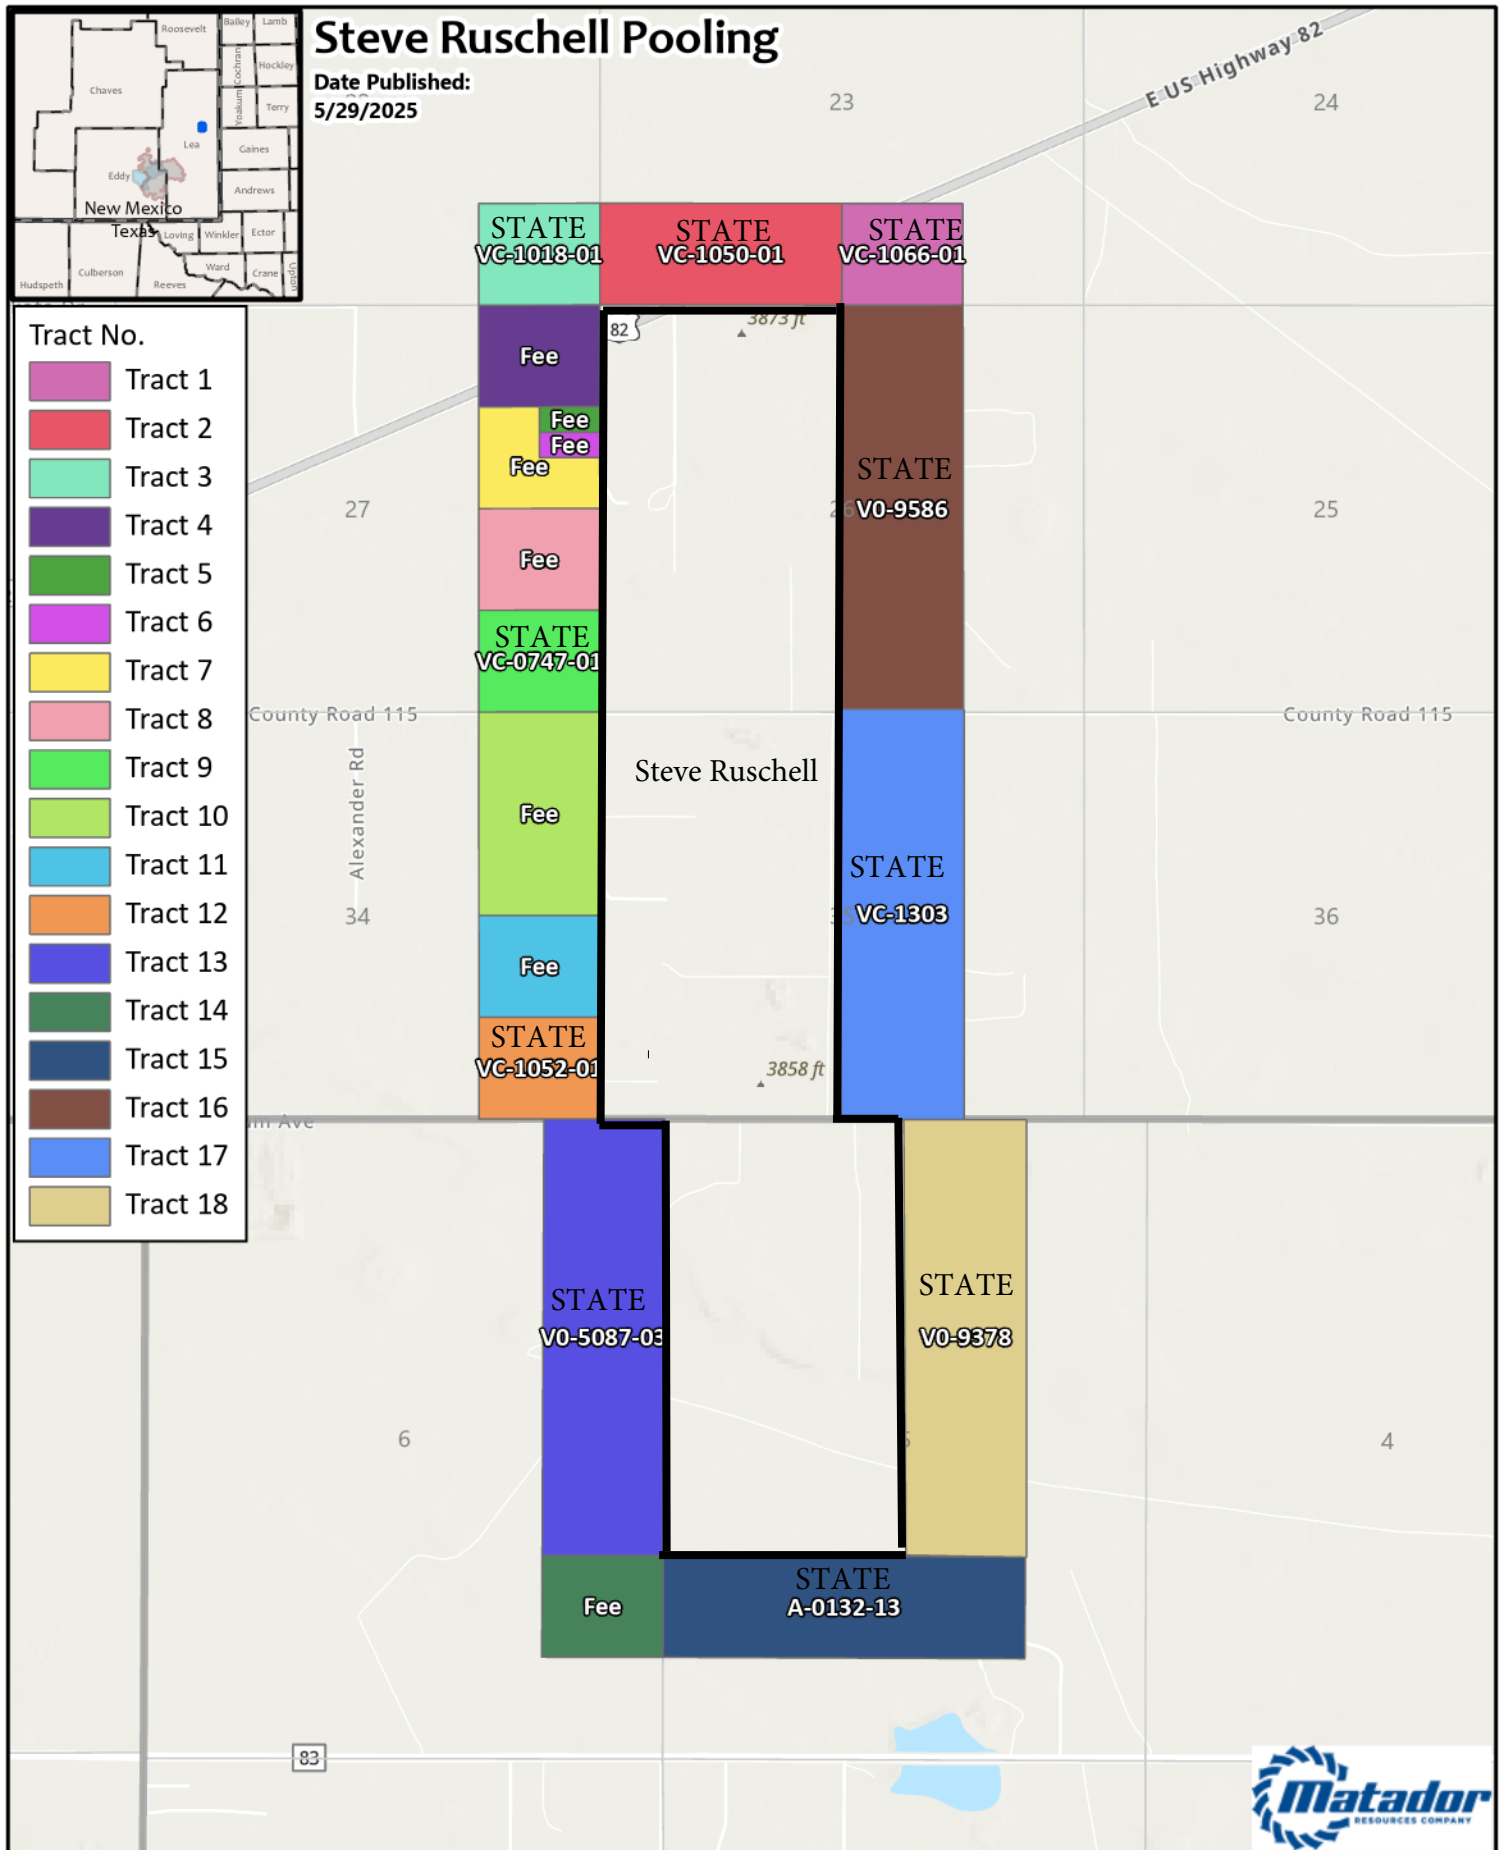 Steve Ruschell Pooling
Date Published:
5/29/2025
Roosevelt
Bailey
Lamb
Chaves
Cochran
Hockley
Yoakum
Terry
Lea
Gaines
Eddy
Andrews
New Mexico
Texas
Loving
Winkler
Ector
Culberson
Ward
Crane
Upton
Hudspeth
Reeves
23
E US Highway 82
24
STATE
VC-1018-01
STATE
VC-1050-01
STATE
VC-1066-01
Tract No.
Tract 1
Tract 2
Tract 3
Tract 4
Tract 5
Tract 6
Tract 7
Tract 8
Tract 9
Tract 10
Tract 11
Tract 12
Tract 13
Tract 14
Tract 15
Tract 16
Tract 17
Tract 18
82
3873 ft
Fee
Fee
Fee
Fee
STATE
V0-9586
27
26
25
Fee
STATE
VC-0747-01
County Road 115
County Road 115
Alexander Rd
Steve Ruschell
Fee
STATE
VC-1303
34
36
Fee
STATE
VC-1052-01
3858 ft
Ave
STATE
V0-5087-03
STATE
V0-9378
6
4
Fee
STATE
A-0132-13
83
Matador
RESOURCES COMPANY